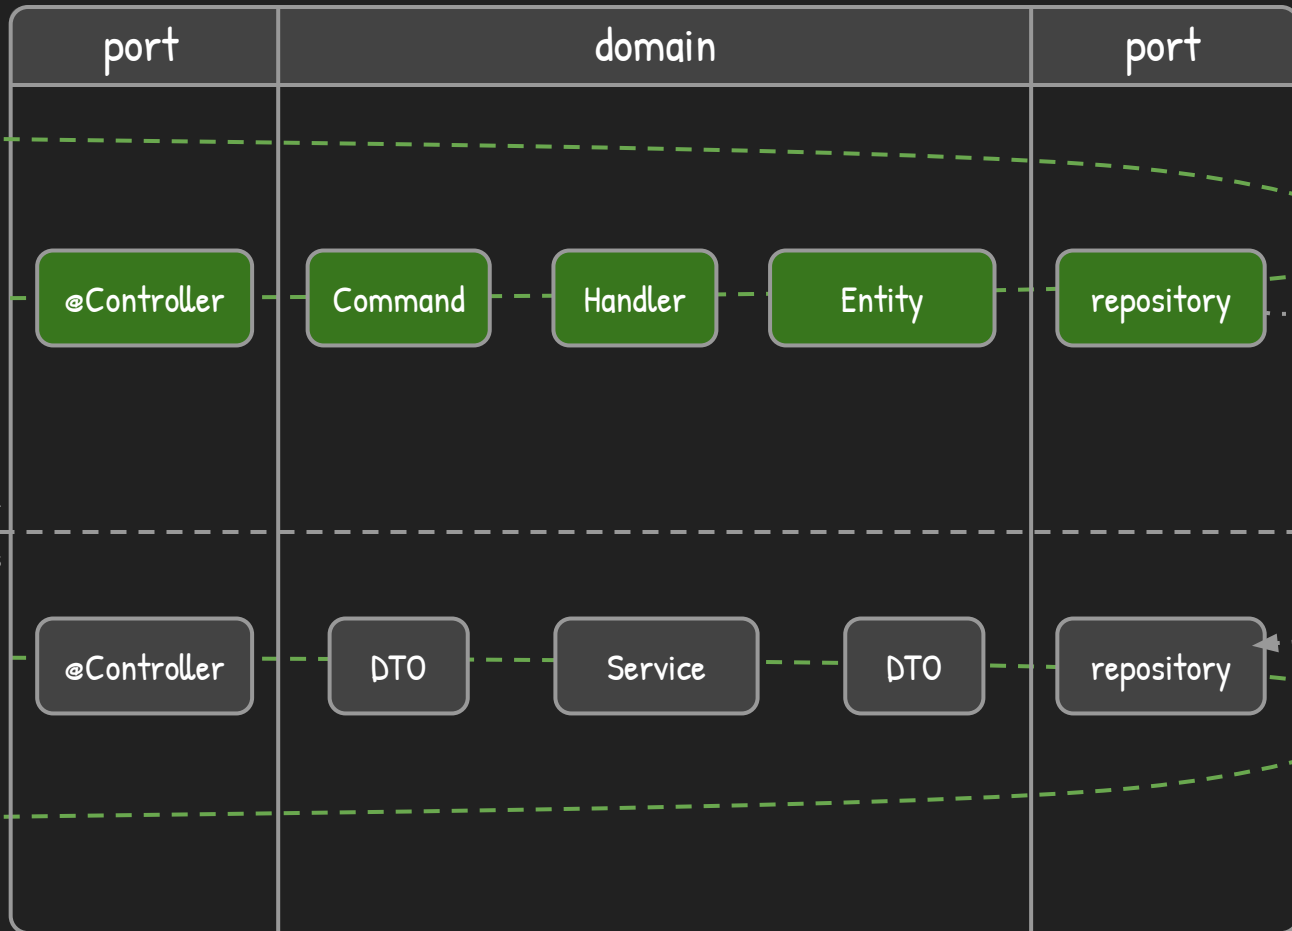 port
domain
port
@Controller
Command
Handler
Entity
repository
@Controller
DTO
Service
DTO
repository